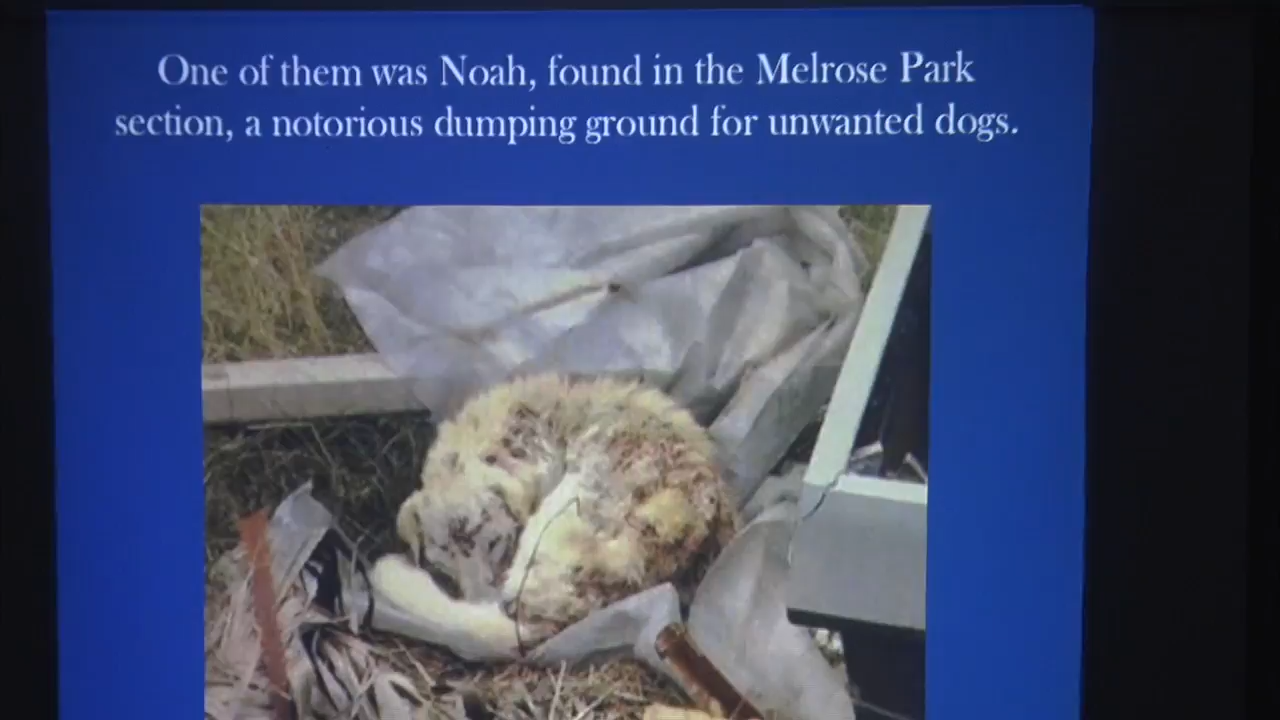 One of them was Noah, found in the Melrose Park
section, a notorious dumping ground for unwanted dogs.